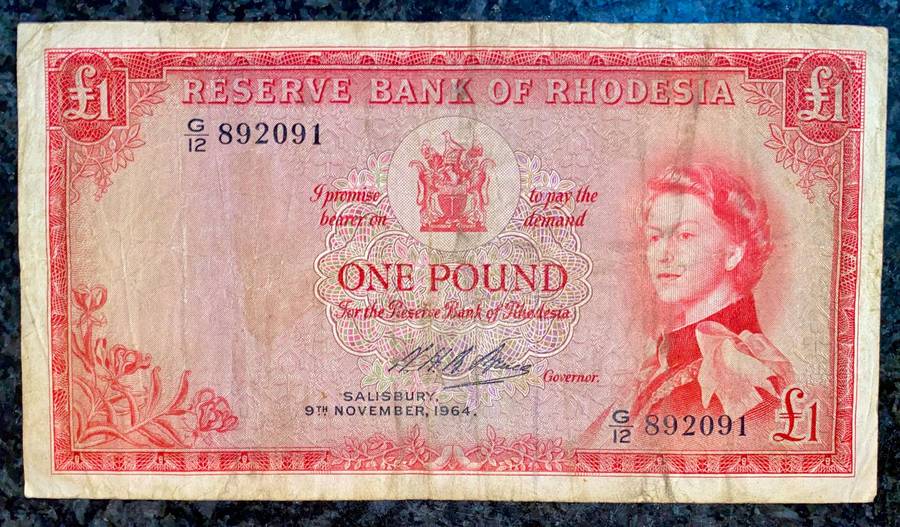 £1 RESERVE BANK OF RHODESIA £1
G/12 892091
I promise to pay the
bearer on demand
ONE POUND
For the Reserve Bank of Rhodesia
Governor.
SALISBURY,
9TH NOVEMBER, 1964.
G/12 892091 £1